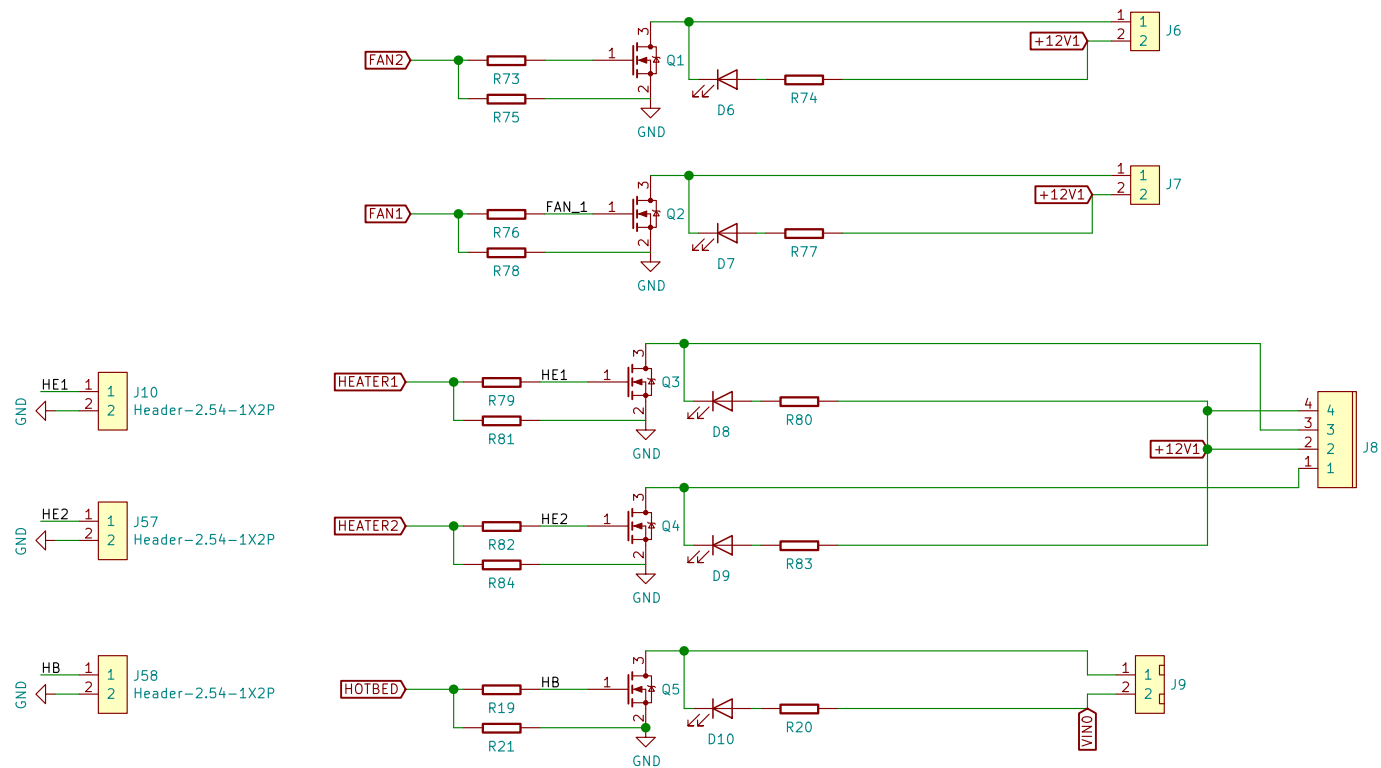 1 1 J6
3
+12V1 2 2
FAN2 1 Q1
R73
2
D6 R74
R75
GND
1 1 J7
3
+12V1 2 2
FAN1 FAN_1 1 Q2
R76
2
D7 R77
R78
GND
3
HE1 1 1 J10
GND 2 2 Header-2.54-1X2P
HEATER1 HE1 1 Q3
R79
2
D8 R80
R81
GND
4 4
3 3
+12V1 2 2 J8
1 1
3
HE2 1 1 J57
GND 2 2 Header-2.54-1X2P
HEATER2 HE2 1 Q4
R82
2
D9 R83
R84
GND
3
HB 1 1 J58
GND 2 2 Header-2.54-1X2P
HOTBED HB 1 Q5
R19
2
D10 R20
R21
GND
1 1 J9
2 2
VIN0